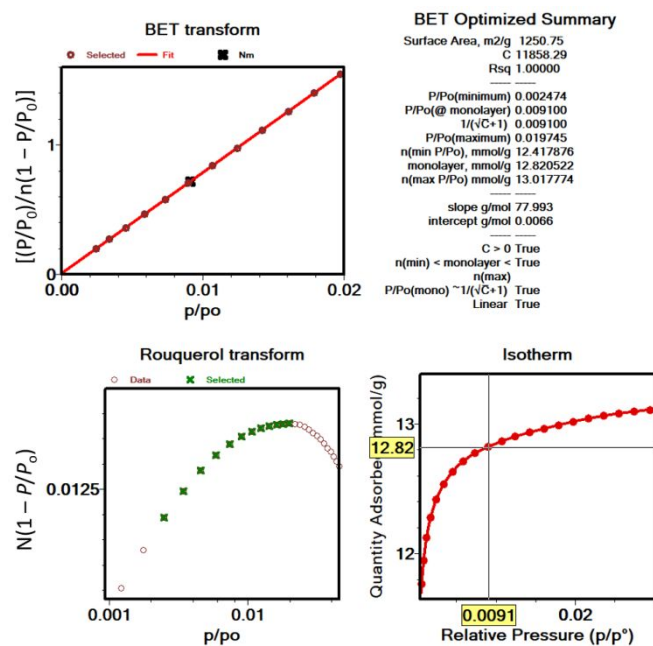 BET transform
Selected Fit Nm
[(P/P₀)/n(1 − P/P₀)]
1
0
0.00 0.01 0.02
p/po
BET Optimized Summary
Surface Area, m2/g 1250.75
C 11858.29
Rsq 1.00000
----- -----
P/Po(minimum) 0.002474
P/Po(@ monolayer) 0.009100
1/(√C+1) 0.009100
P/Po(maximum) 0.019745
n(min P/Po), mmol/g 12.417876
monolayer, mmol/g 12.820522
n(max P/Po) mmol/g 13.017774
----- -----
slope g/mol 77.993
intercept g/mol 0.0066
----- -----
C > 0 True
n(min) < monolayer < True
n(max)
P/Po(mono) ~1/(√C+1) True
Linear True
Rouquerol transform
Data Selected
N(1 − P/P₀)
0.0125
0.001 0.01
p/po
Isotherm
Quantity Adsorbed (mmol/g)
13
12.82
12
0.0091 0.02
Relative Pressure (p/p°)